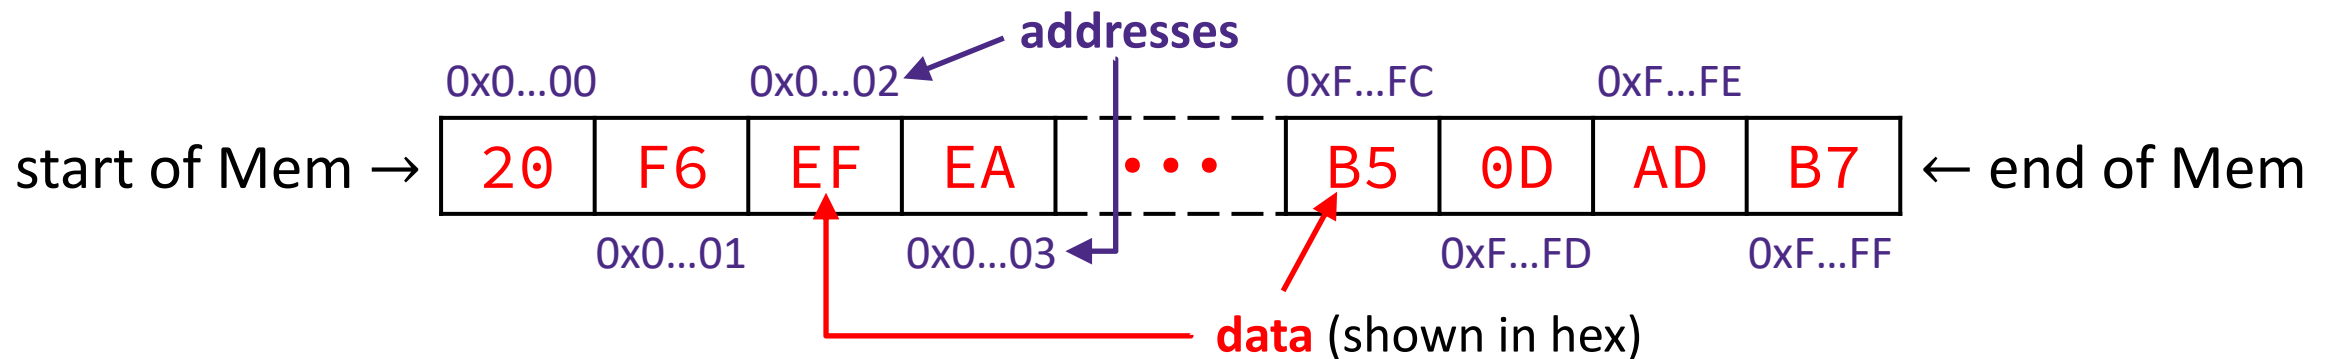 addresses
0x0...00 0x0...02 0xF...FC 0xF...FE
start of Mem → 20 F6 EF EA ••• B5 0D AD B7 ← end of Mem
0x0...01 0x0...03 0xF...FD 0xF...FF
data (shown in hex)